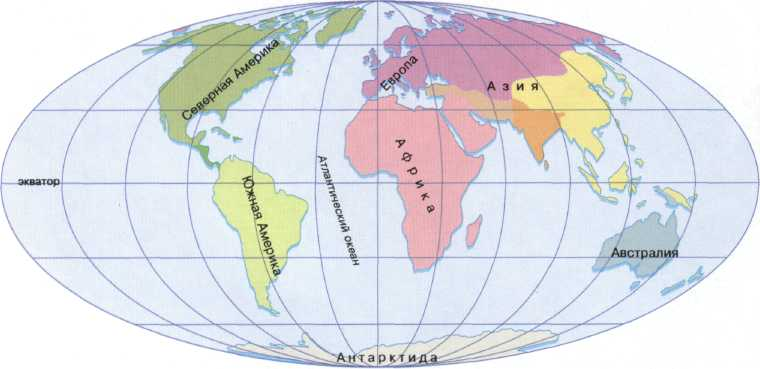 Северная Америка
Европа
Азия
Африка
Атлантический океан
экватор
Южная Америка
Австралия
Антарктида